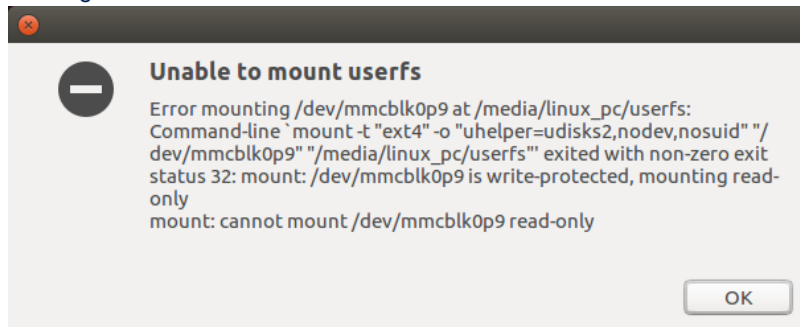 Unable to mount userfs
Error mounting /dev/mmcblk0p9 at /media/linux_pc/userfs:
Command-line `mount -t "ext4" -o "uhelper=udisks2,nodev,nosuid" "/
dev/mmcblk0p9" "/media/linux_pc/userfs"' exited with non-zero exit
status 32: mount: /dev/mmcblk0p9 is write-protected, mounting read-
only
mount: cannot mount /dev/mmcblk0p9 read-only
OK